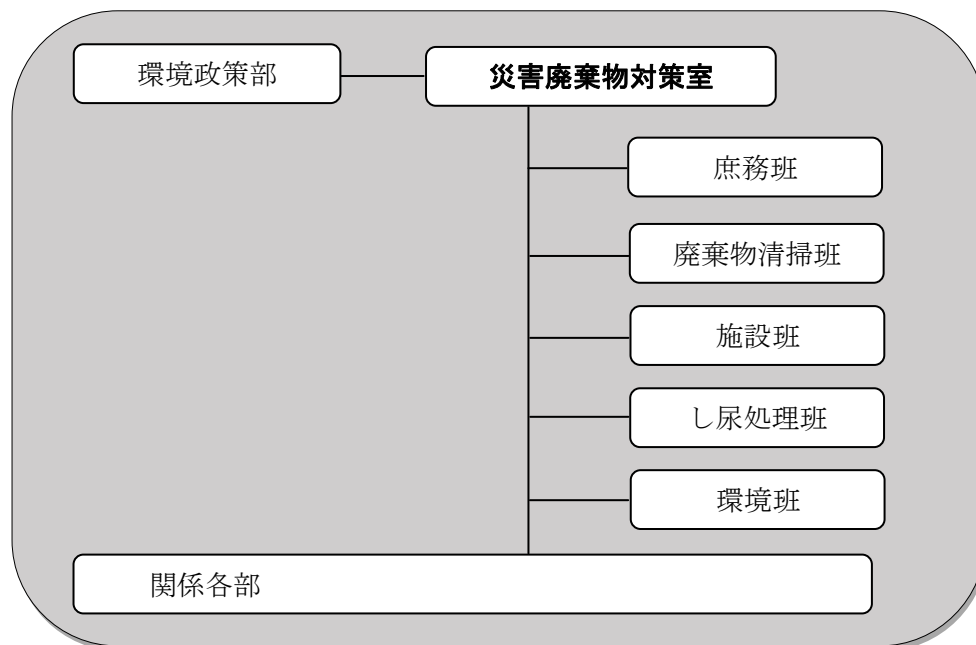 環境政策部
災害廃棄物対策室
庶務班
廃棄物清掃班
施設班
し尿処理班
環境班
関係各部